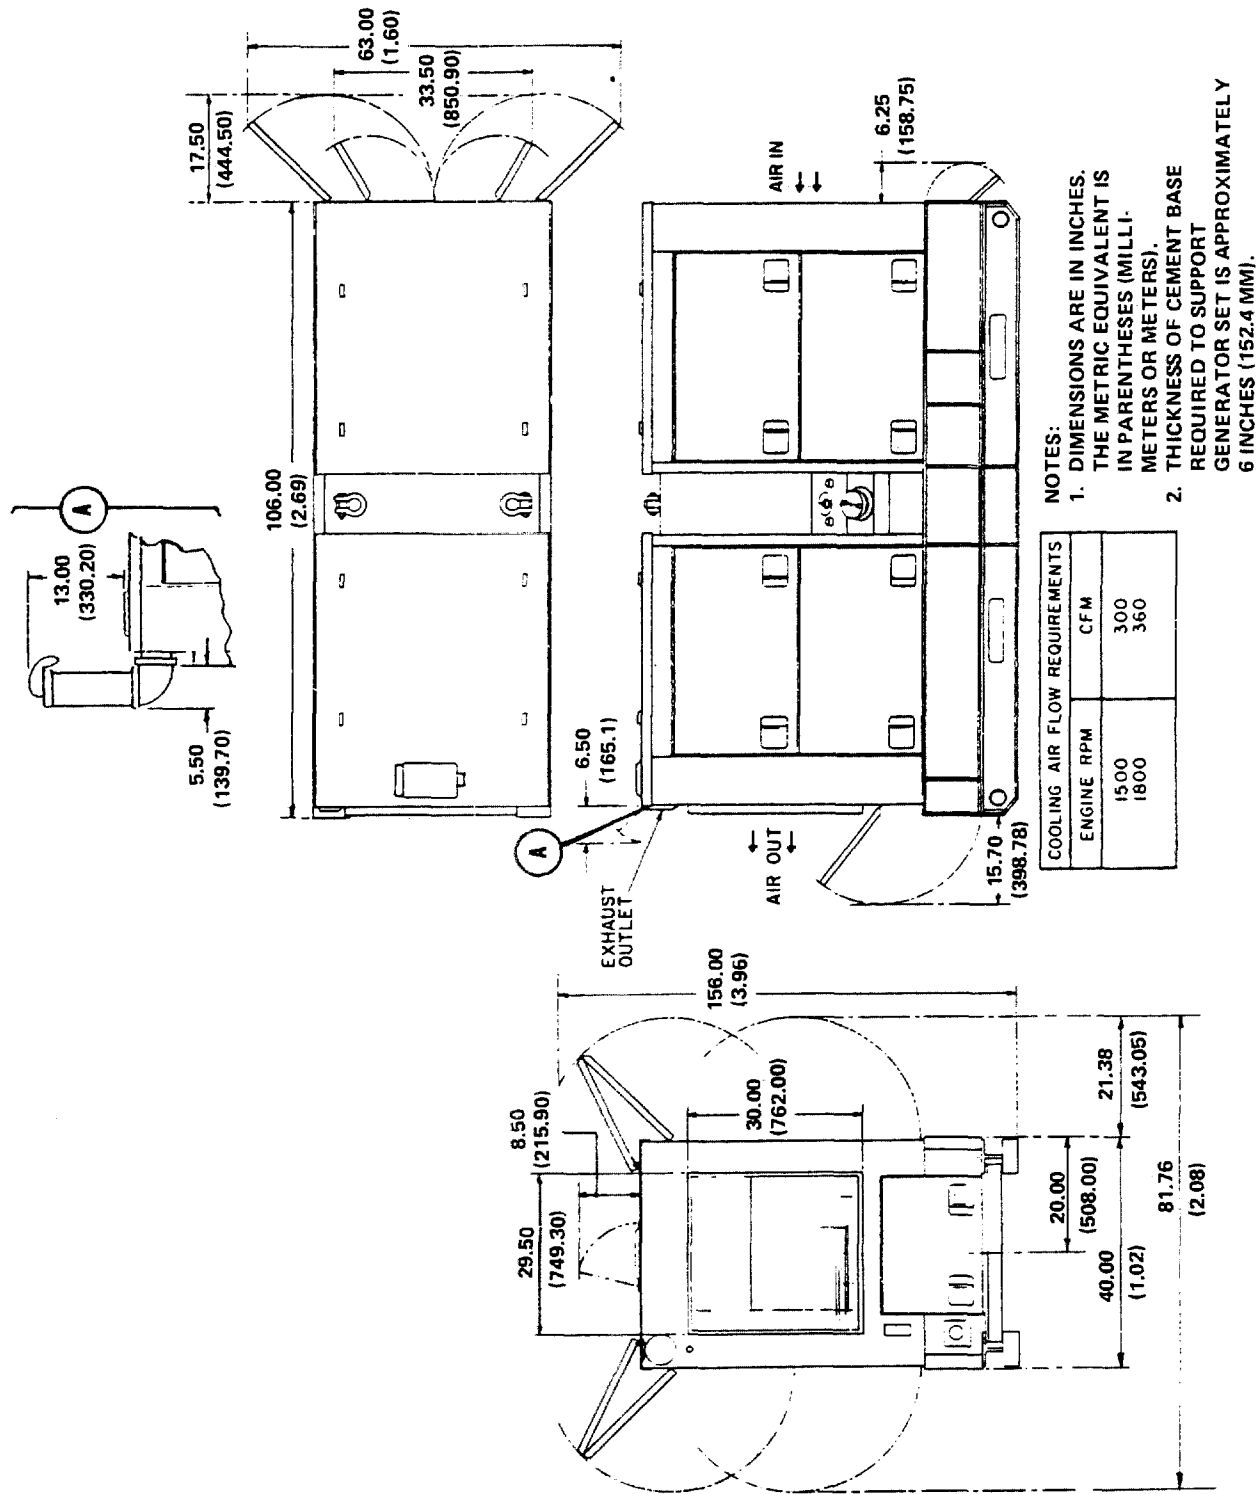 A
13.00
(330.20)
5.50
(139.70)
63.00
(1.60)
33.50
(850.90)
17.50
(444.50)
106.00
(2.69)
156.00
(3.96)
8.50
(215.90)
29.50
(749.30)
30.00
(762.00)
21.38
(543.05)
20.00
(508.00)
40.00
(1.02)
81.76
(2.08)
A
6.50
(165.1)
EXHAUST
OUTLET
AIR OUT
15.70
(398.78)
AIR IN
6.25
(158.75)
COOLING AIR FLOW REQUIREMENTS
ENGINE RPM CFM
1500 300
1800 360
NOTES:
1. DIMENSIONS ARE IN INCHES.
THE METRIC EQUIVALENT IS
IN PARENTHESES (MILLI-
METERS OR METERS).
2. THICKNESS OF CEMENT BASE
REQUIRED TO SUPPORT
GENERATOR SET IS APPROXIMATELY
6 INCHES (152.4 MM).